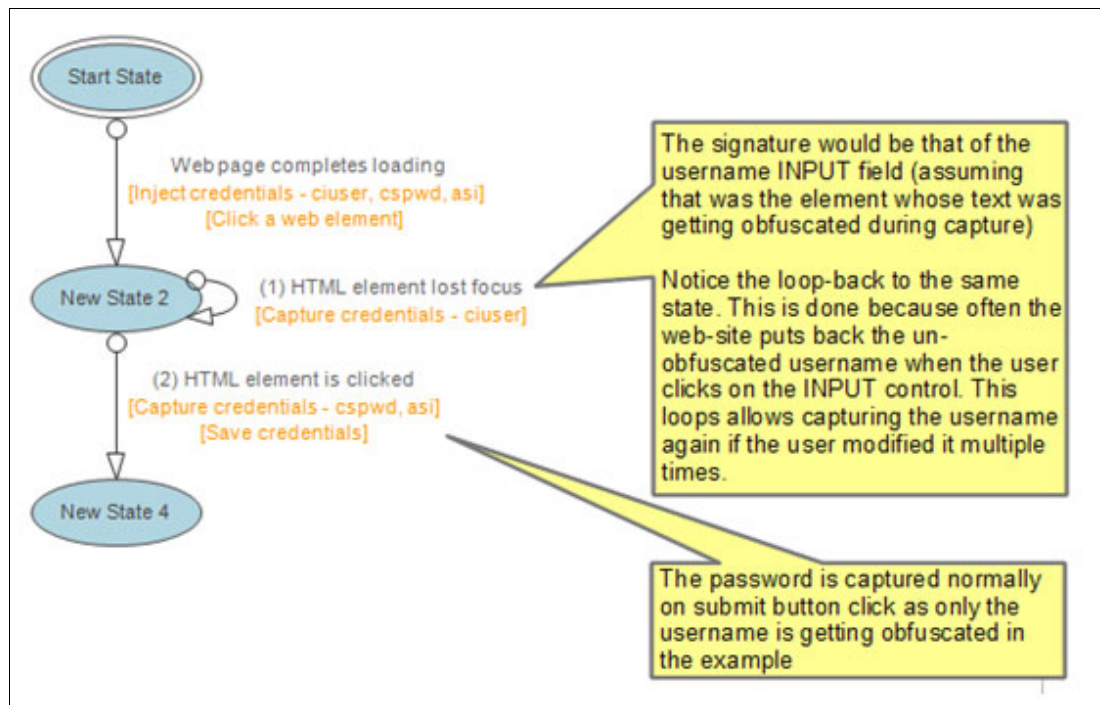 Start State
Web page completes loading
[Inject credentials - ciuser, cspwd, asi]
[Click a web element]
New State 2
(1) HTML element lost focus
[Capture credentials - ciuser]
(2) HTML element is clicked
[Capture credentials - cspwd, asi]
[Save credentials]
New State 4
The signature would be that of the
username INPUT field (assuming
that was the element whose text was
getting obfuscated during capture)
Notice the loop-back to the same
state. This is done because often the
web-site puts back the un-
obfuscated username when the user
clicks on the INPUT control. This
loops allows capturing the username
again if the user modified it multiple
times.
The password is captured normally
on submit button click as only the
username is getting obfuscated in
the example